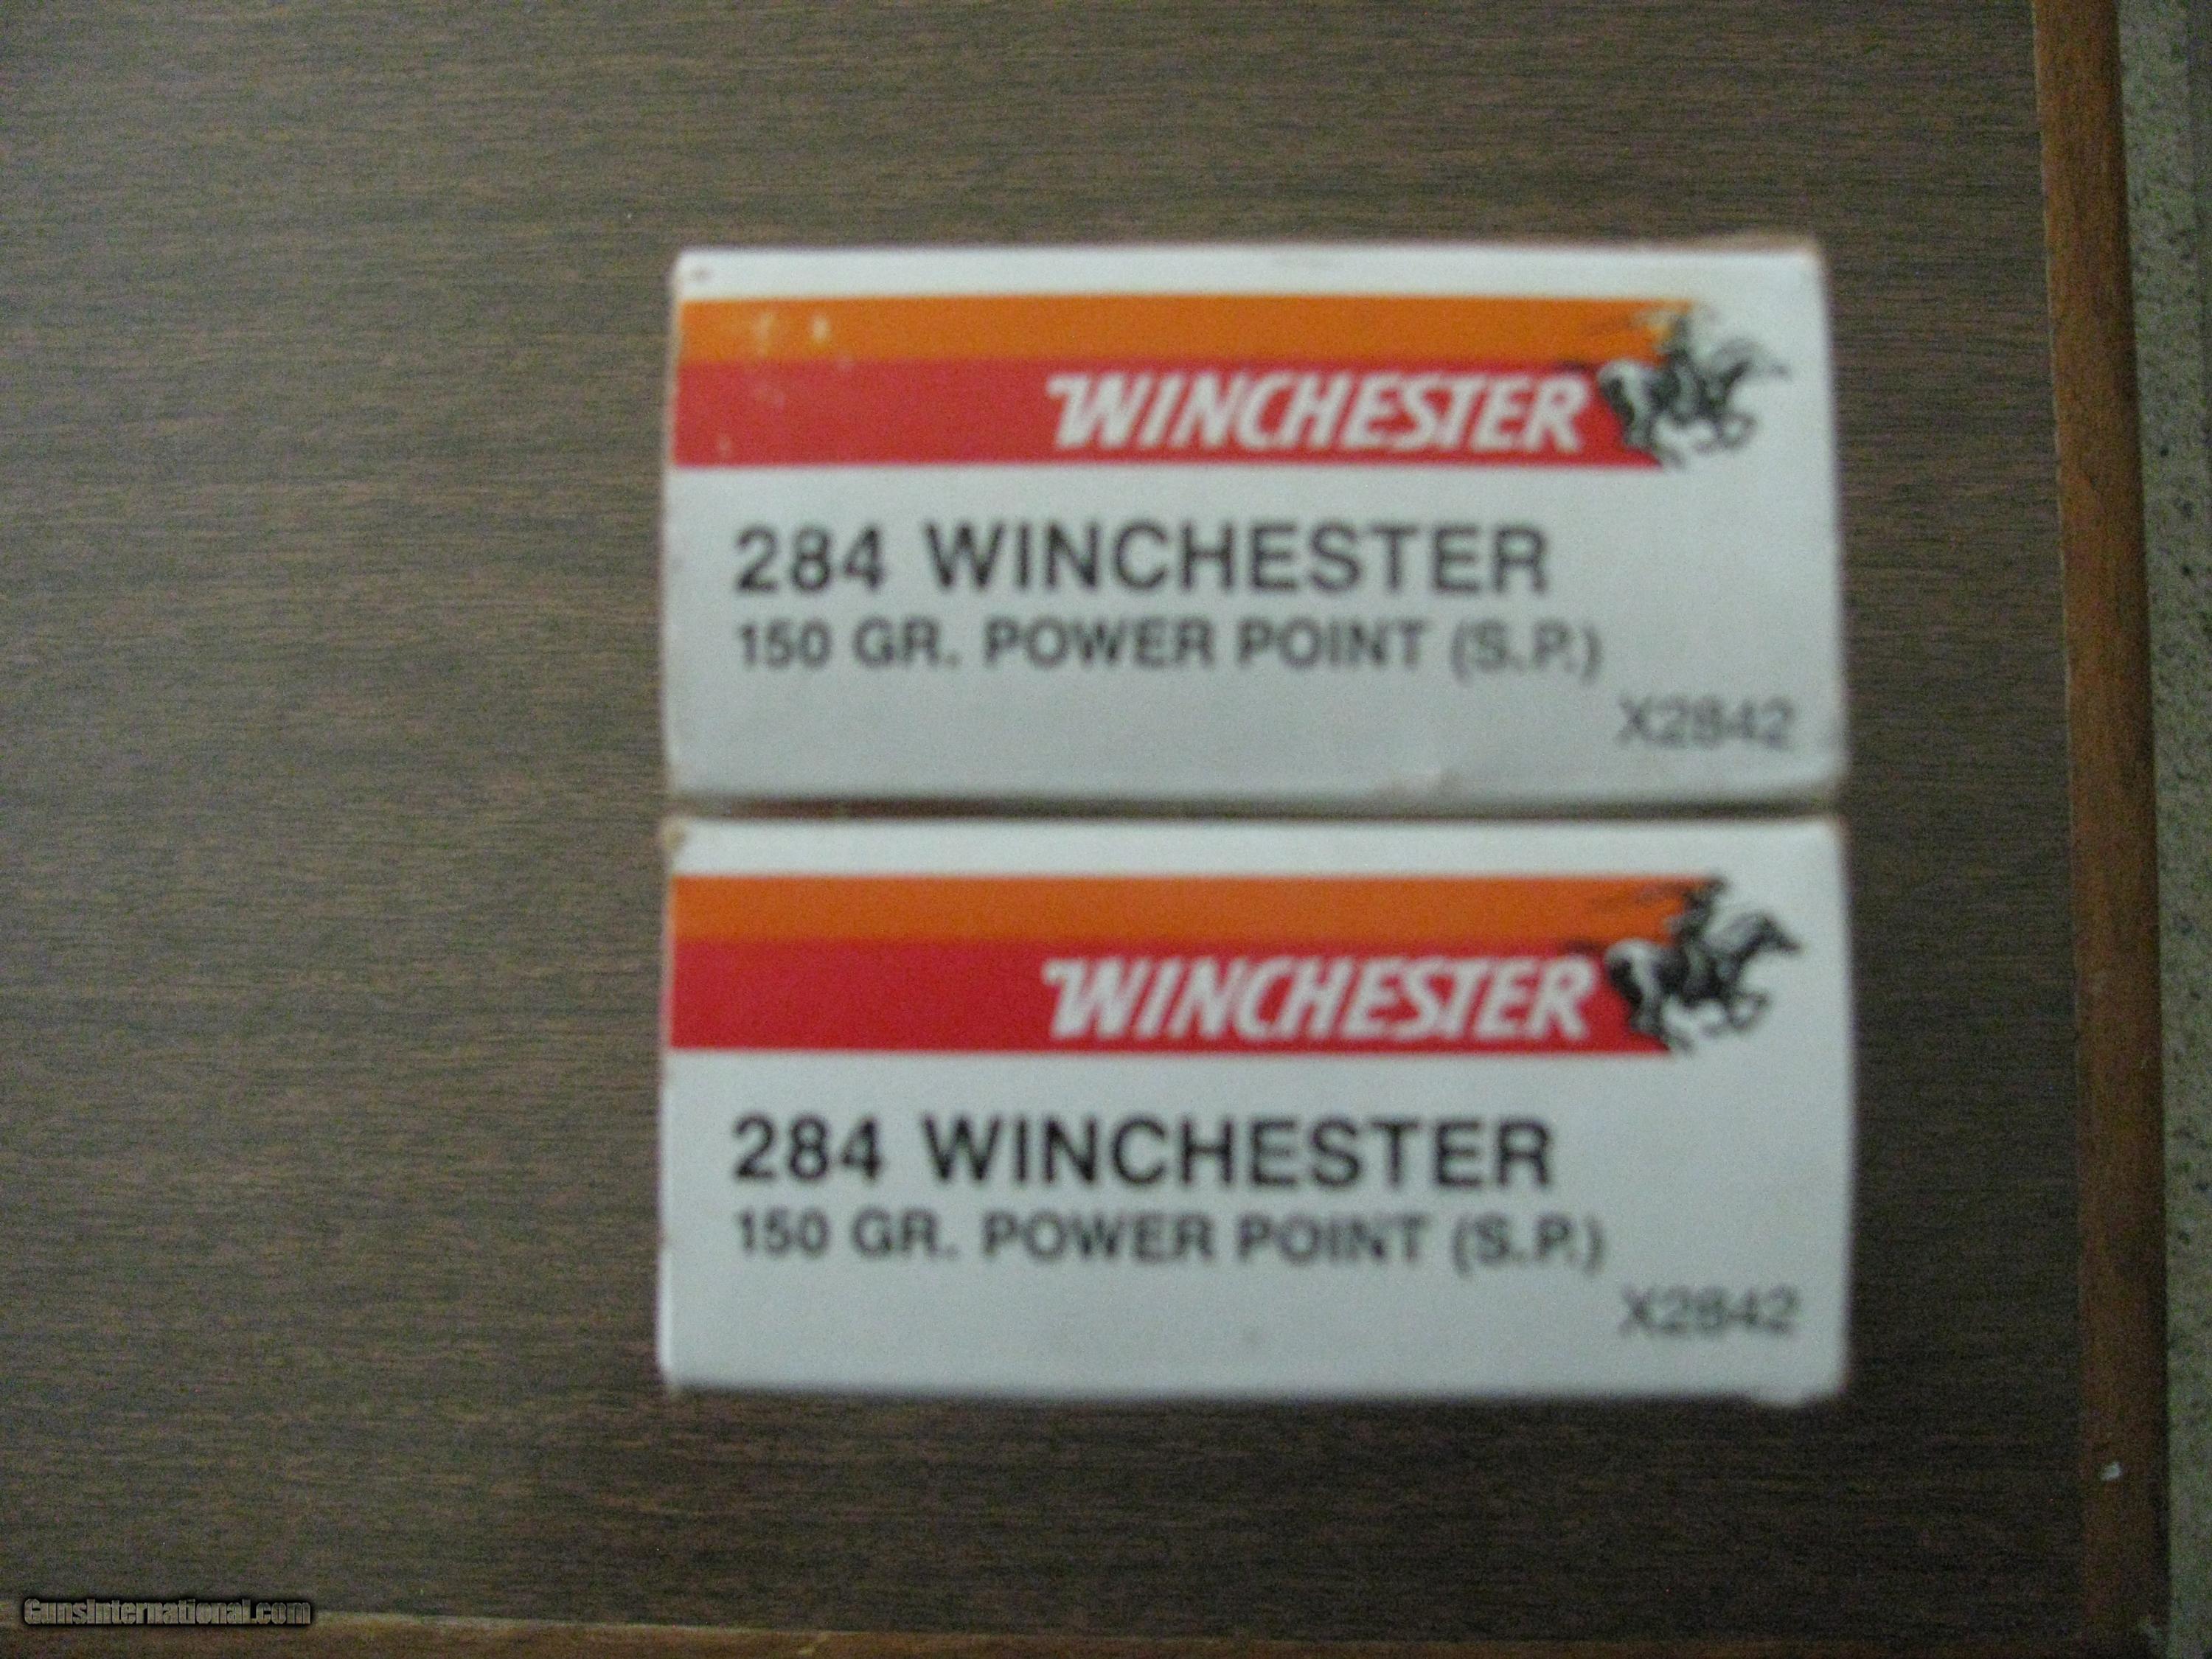 WINCHESTER
284 WINCHESTER
150 GR. POWER POINT (S.P.)
X2842
WINCHESTER
284 WINCHESTER
150 GR. POWER POINT (S.P.)
X2842
GunsInternational.com